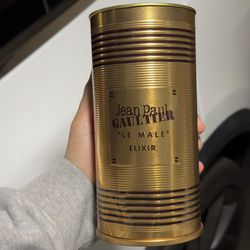 Jean Paul
GAULTIER
"LE MALE"
ELIXIR